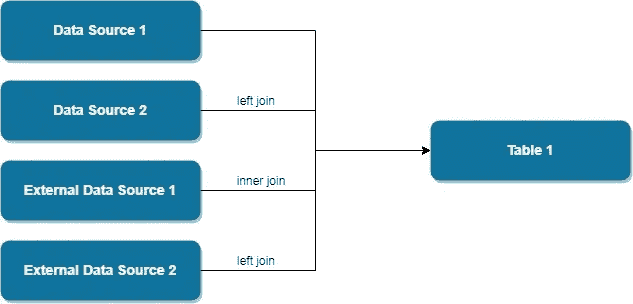 Data Source 1
Data Source 2
left join
External Data Source 1
inner join
External Data Source 2
left join
Table 1